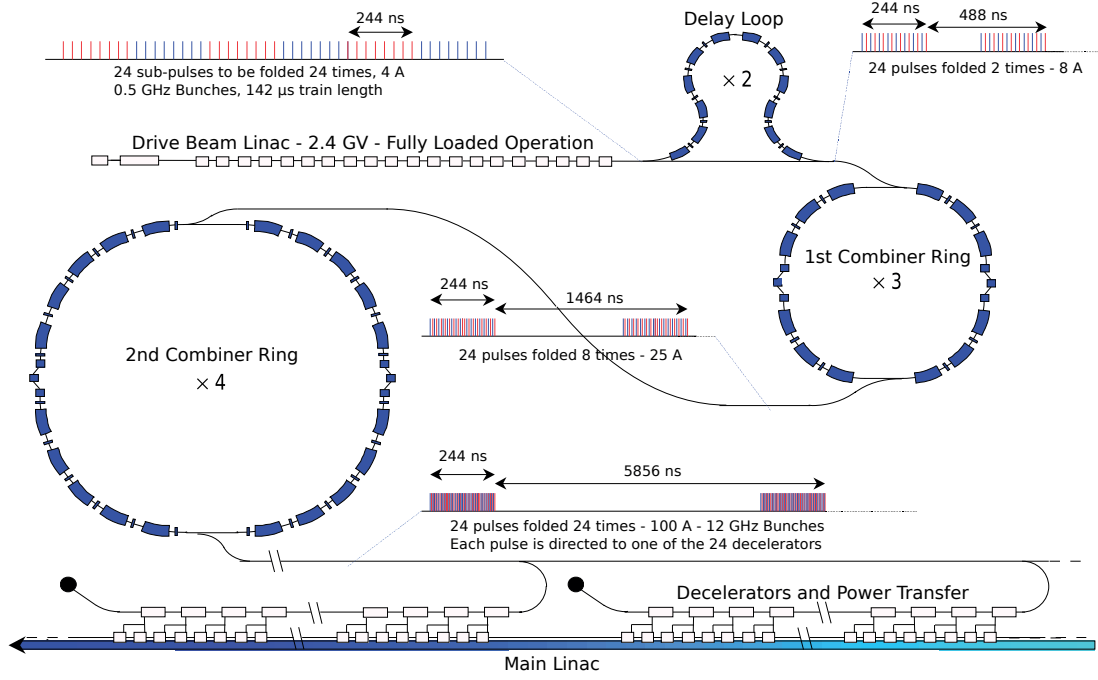 244 ns
24 sub-pulses to be folded 24 times, 4 A
0.5 GHz Bunches, 142 µs train length
Delay Loop
× 2
244 ns
488 ns
24 pulses folded 2 times - 8 A
Drive Beam Linac - 2.4 GV - Fully Loaded Operation
1st Combiner Ring
× 3
244 ns
1464 ns
24 pulses folded 8 times - 25 A
2nd Combiner Ring
× 4
244 ns
5856 ns
24 pulses folded 24 times - 100 A - 12 GHz Bunches
Each pulse is directed to one of the 24 decelerators
Decelerators and Power Transfer
Main Linac